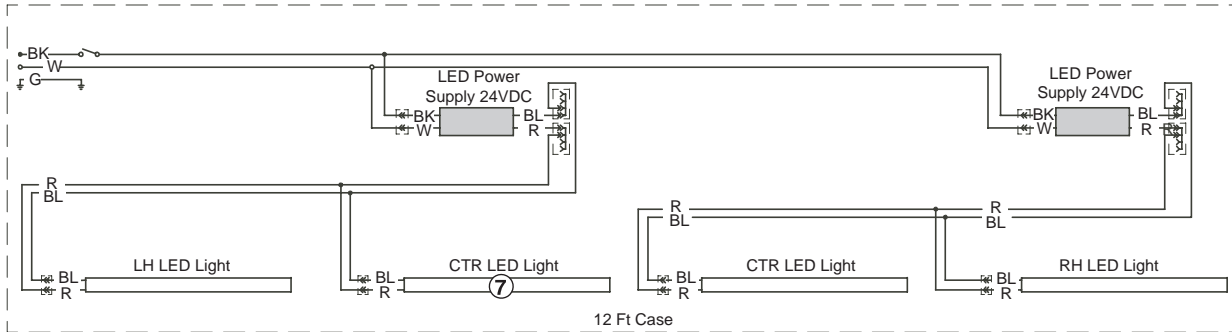 BK
W
G
LED Power
Supply 24VDC
LED Power
Supply 24VDC
BK
BL
W
R
BK
BL
W
R
R
BL
R
BL
R
BL
LH LED Light
CTR LED Light
CTR LED Light
RH LED Light
BL
R
BL
R
7
BL
R
BL
R
12 Ft Case